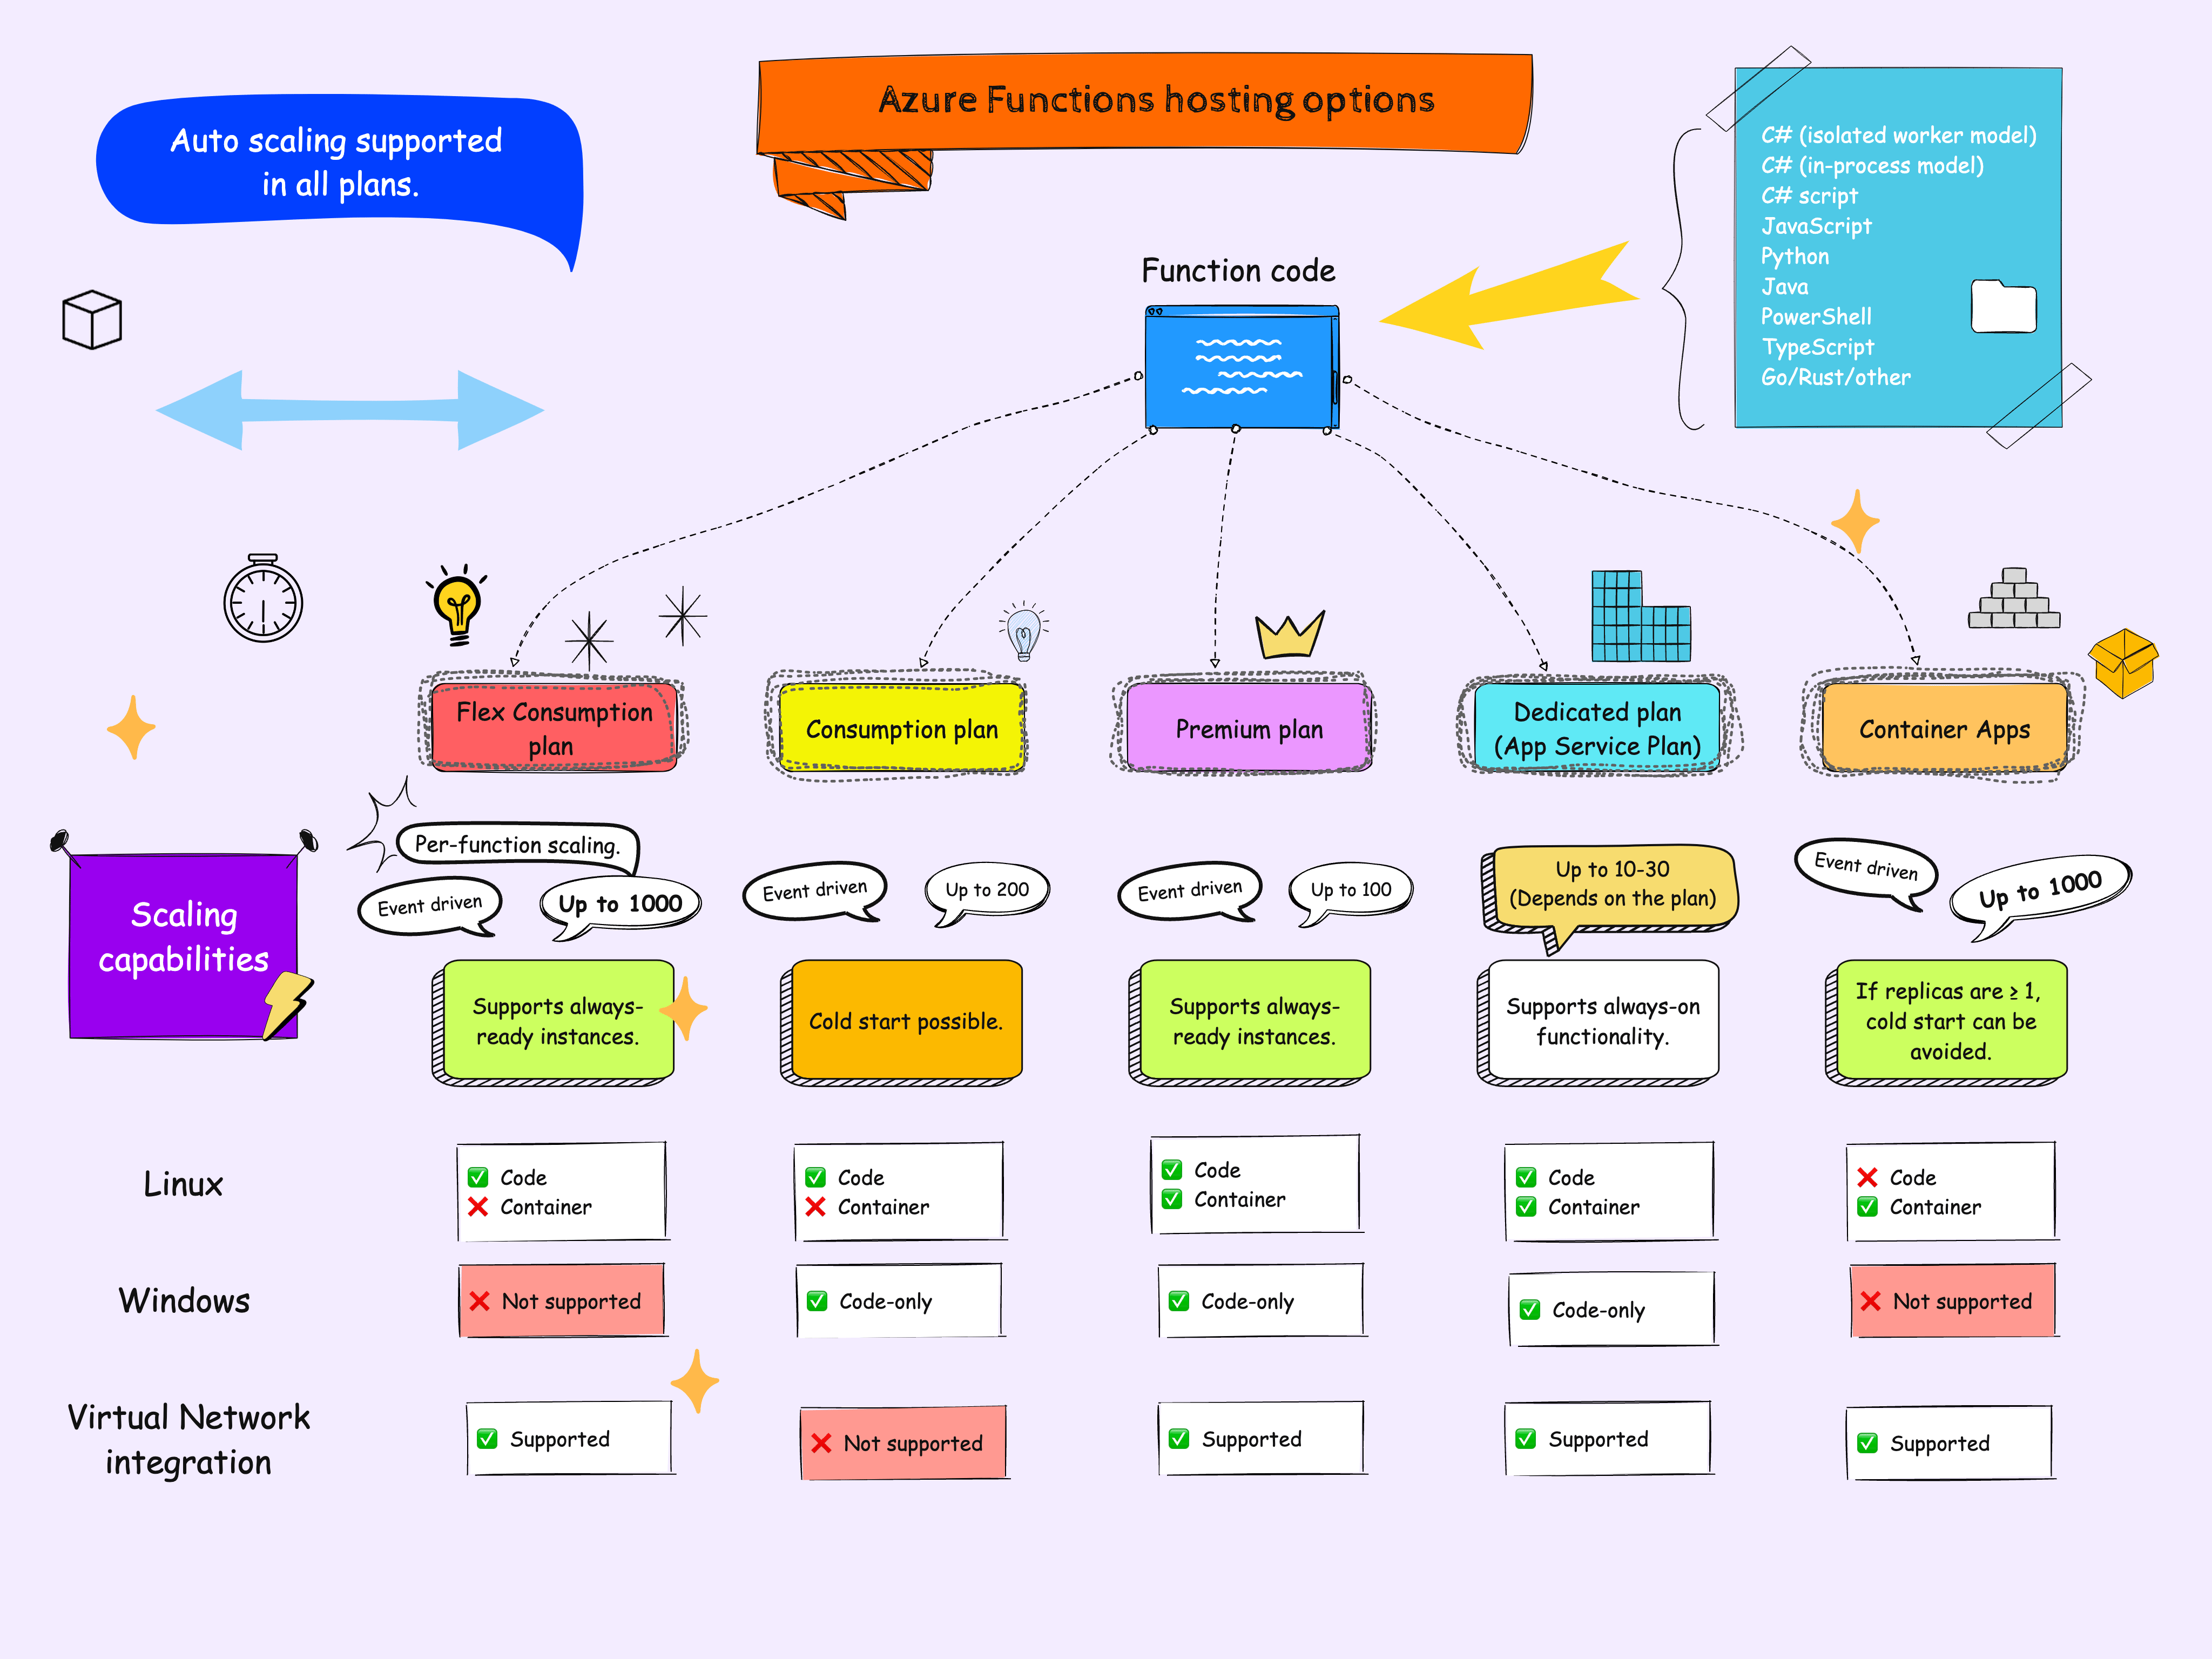 Azure Functions hosting options
Auto scaling supported
in all plans.
C# (isolated worker model)
C# (in-process model)
C# script
JavaScript
Python
Java
PowerShell
TypeScript
Go/Rust/other
Function code
Flex Consumption
plan
Consumption plan
Premium plan
Dedicated plan
(App Service Plan)
Container Apps
Scaling
capabilities
Per-function scaling.
Event driven
Up to 1000
Event driven
Up to 200
Event driven
Up to 100
Up to 10-30
(Depends on the plan)
Event driven
Up to 1000
Supports always-
ready instances.
Cold start possible.
Supports always-
ready instances.
Supports always-on
functionality.
If replicas are ≥ 1,
cold start can be
avoided.
Linux
✅ Code
❌ Container
✅ Code
❌ Container
✅ Code
✅ Container
✅ Code
✅ Container
❌ Code
✅ Container
Windows
❌ Not supported
✅ Code-only
✅ Code-only
✅ Code-only
❌ Not supported
Virtual Network
integration
✅ Supported
❌ Not supported
✅ Supported
✅ Supported
✅ Supported